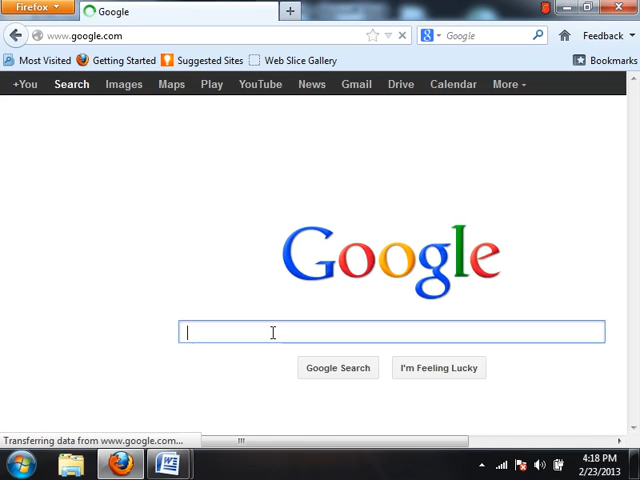 Firefox
Google
www.google.com
Google
Feedback
Most Visited
Getting Started
Suggested Sites
Web Slice Gallery
Bookmarks
+You Search Images Maps Play YouTube News Gmail Drive Calendar More
Google
Google Search
I'm Feeling Lucky
Transferring data from www.google.com...
4:18 PM
2/23/2013